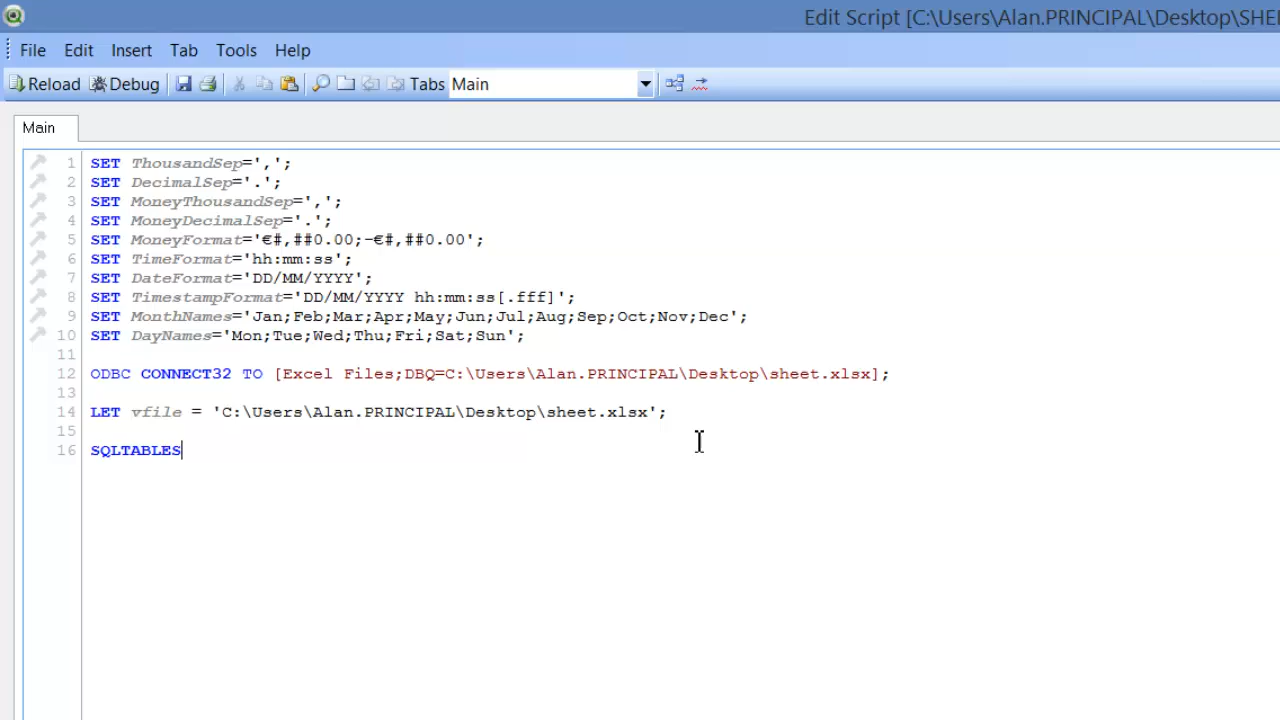 Edit Script [C:\Users\Alan.PRINCIPAL\Desktop\SHE
File Edit Insert Tab Tools Help
Reload Debug Tabs Main
Main
1 SET ThousandSep=',';
2 SET DecimalSep='.';
3 SET MoneyThousandSep=',';
4 SET MoneyDecimalSep='.';
5 SET MoneyFormat='€#,##0.00;-€#,##0.00';
6 SET TimeFormat='hh:mm:ss';
7 SET DateFormat='DD/MM/YYYY';
8 SET TimestampFormat='DD/MM/YYYY hh:mm:ss[.fff]';
9 SET MonthNames='Jan;Feb;Mar;Apr;May;Jun;Jul;Aug;Sep;Oct;Nov;Dec';
10 SET DayNames='Mon;Tue;Wed;Thu;Fri;Sat;Sun';
11
12 ODBC CONNECT32 TO [Excel Files;DBQ=C:\Users\Alan.PRINCIPAL\Desktop\sheet.xlsx];
13
14 LET vfile = 'C:\Users\Alan.PRINCIPAL\Desktop\sheet.xlsx';
15
16 SQLTABLES